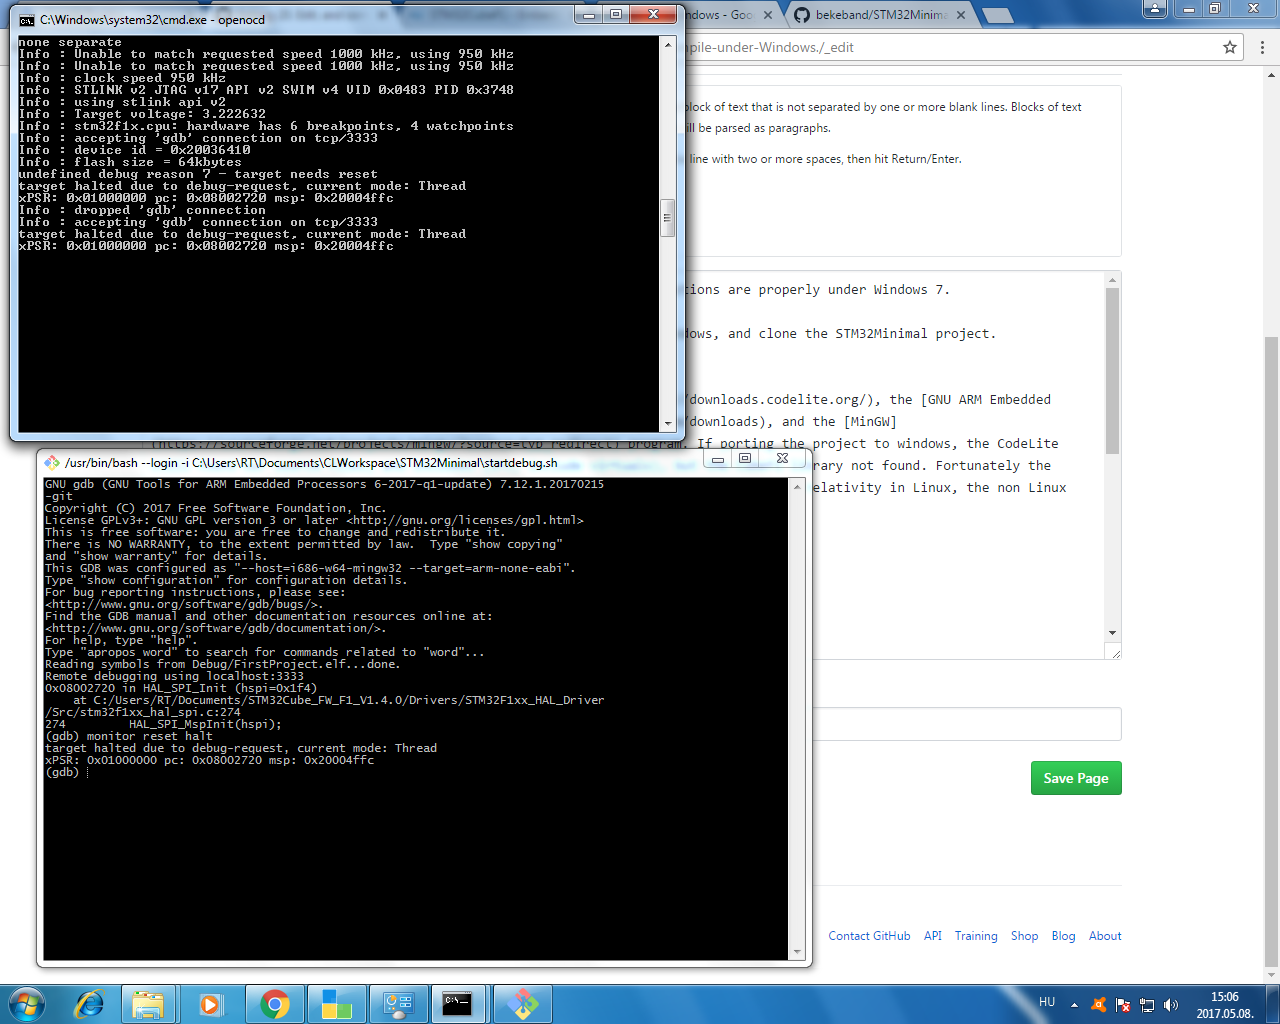 C:\Windows\system32\cmd.exe - openocd
none separate
Info : Unable to match requested speed 1000 kHz, using 950 kHz
Info : Unable to match requested speed 1000 kHz, using 950 kHz
Info : clock speed 950 kHz
Info : STLINK v2 JTAG v17 API v2 SWIM v4 VID 0x0483 PID 0x3748
Info : using stlink api v2
Info : Target voltage: 3.222632
Info : stm32f1x.cpu: hardware has 6 breakpoints, 4 watchpoints
Info : accepting 'gdb' connection on tcp/3333
Info : device id = 0x20036410
Info : flash size = 64kbytes
undefined debug reason 7 - target needs reset
target halted due to debug-request, current mode: Thread
xPSR: 0x01000000 pc: 0x08002720 msp: 0x20004ffc
Info : dropped 'gdb' connection
Info : accepting 'gdb' connection on tcp/3333
target halted due to debug-request, current mode: Thread
xPSR: 0x01000000 pc: 0x08002720 msp: 0x20004ffc
ndows - Goo
bekeband/STM32Minima
pile-under-Windows./_edit
block of text that is not separated by one or more blank lines. Blocks of text
ill be parsed as paragraphs.
line with two or more spaces, then hit Return/Enter.
tions are properly under Windows 7.
dows, and clone the STM32Minimal project.
/downloads.codelite.org/), the [GNU ARM Embedded
/downloads), and the [MinGW]
(https://sourceforge.net/projects/mingw/?source=typ_redirect) program. If porting the project to windows, the CodeLite
rary not found. Fortunately the
elativity in Linux, the non Linux
/usr/bin/bash --login -i C:\Users\RT\Documents\CLWorkspace\STM32Minimal\startdebug.sh
GNU gdb (GNU Tools for ARM Embedded Processors 6-2017-q1-update) 7.12.1.20170215
-git
Copyright (C) 2017 Free Software Foundation, Inc.
License GPLv3+: GNU GPL version 3 or later <http://gnu.org/licenses/gpl.html>
This is free software: you are free to change and redistribute it.
There is NO WARRANTY, to the extent permitted by law.  Type "show copying"
and "show warranty" for details.
This GDB was configured as "--host=i686-w64-mingw32 --target=arm-none-eabi".
Type "show configuration" for configuration details.
For bug reporting instructions, please see:
<http://www.gnu.org/software/gdb/bugs/>.
Find the GDB manual and other documentation resources online at:
<http://www.gnu.org/software/gdb/documentation/>.
For help, type "help".
Type "apropos word" to search for commands related to "word"...
Reading symbols from Debug/FirstProject.elf...done.
Remote debugging using localhost:3333
0x08002720 in HAL_SPI_Init (hspi=0x1f4)
at C:/Users/RT/Documents/STM32Cube_FW_F1_V1.4.0/Drivers/STM32F1xx_HAL_Driver
/Src/stm32f1xx_hal_spi.c:274
274 HAL_SPI_MspInit(hspi);
(gdb) monitor reset halt
target halted due to debug-request, current mode: Thread
xPSR: 0x01000000 pc: 0x08002720 msp: 0x20004ffc
(gdb)
Save Page
Contact GitHub API Training Shop Blog About
HU
15:06
2017.05.08.